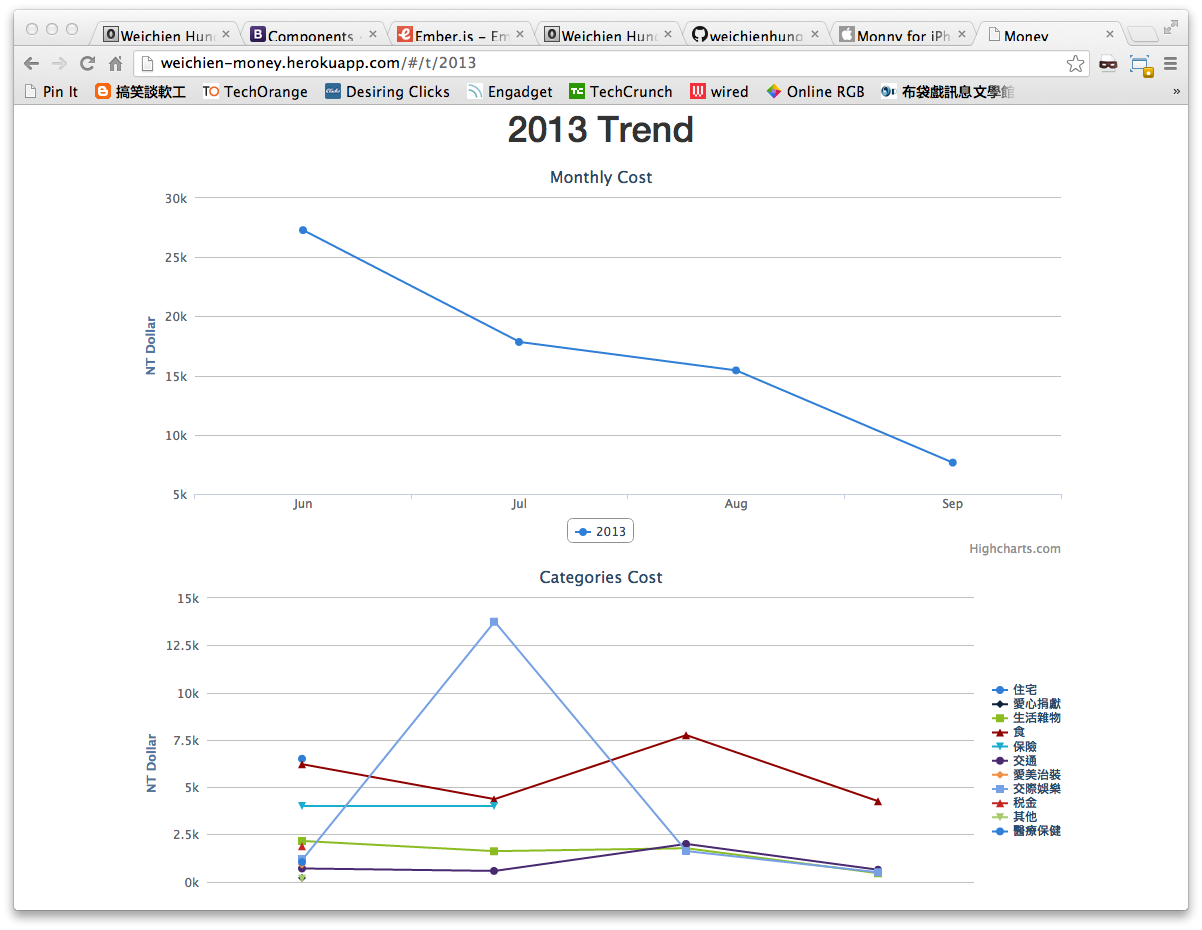 Weichien Hung
Components -
Ember.js – Em
Weichien Hung
weichienhung
Monny for iPh
Money
weichien-money.herokuapp.com/#/t/2013
Pin It
搞笑談軟工
TechOrange
Desiring Clicks
Engadget
TechCrunch
wired
Online RGB
布袋戲訊息文學館
»
2013 Trend
Monthly Cost
30k
25k
20k
15k
10k
5k
NT Dollar
Jun
Jul
Aug
Sep
2013
Highcharts.com
Categories Cost
15k
12.5k
10k
7.5k
5k
2.5k
0k
NT Dollar
住宅
愛心捐獻
生活雜物
食
保險
交通
愛美治裝
交際娛樂
税金
其他
醫療保健